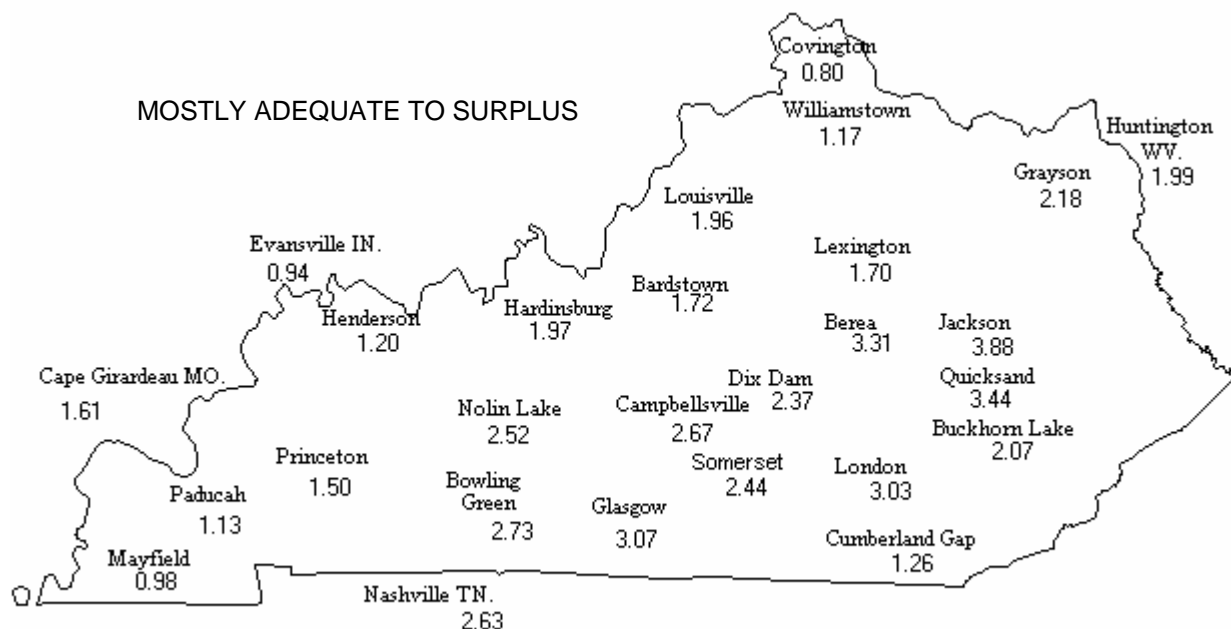 Covington
0.80
MOSTLY ADEQUATE TO SURPLUS
Williamstown
1.17
Huntington
WV.
1.99
Grayson
2.18
Louisville
1.96
Evansville IN.
0.94
Lexington
1.70
Bardstown
1.72
Hardinsburg
1.97
Henderson
1.20
Berea
3.31
Jackson
3.88
Cape Girardeau MO.
1.61
Dix Dam
2.37
Quicksand
3.44
Nolin Lake
2.52
Campbellsville
2.67
Buckhorn Lake
2.07
Princeton
1.50
Somerset
2.44
London
3.03
Paducah
1.13
Bowling
Green
2.73
Glasgow
3.07
Cumberland Gap
1.26
Mayfield
0.98
Nashville TN.
2.63